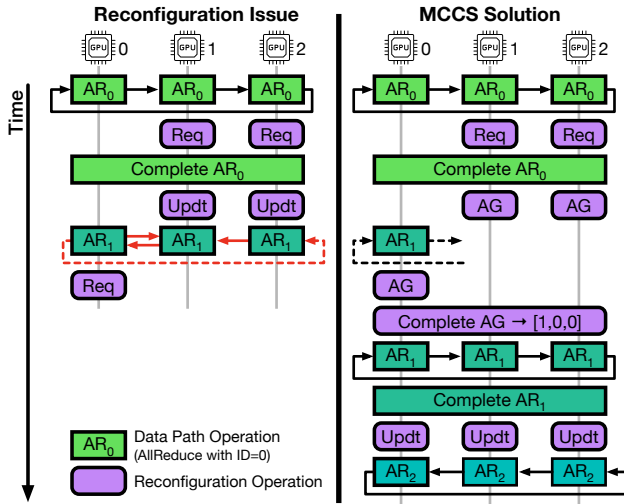 Reconfiguration Issue
MCCS Solution
GPU 0 GPU 1 GPU 2
GPU 0 GPU 1 GPU 2
Time
AR0 AR0 AR0
AR0 AR0 AR0
Req Req
Req Req
Complete AR0
Complete AR0
Updt Updt
AG AG
AR1 AR1 AR1
AR1
Req
AG
Complete AG → [1,0,0]
AR1 AR1 AR1
Complete AR1
Updt Updt Updt
AR2 AR2 AR2
AR0 Data Path Operation
(AllReduce with ID=0)
Reconfiguration Operation